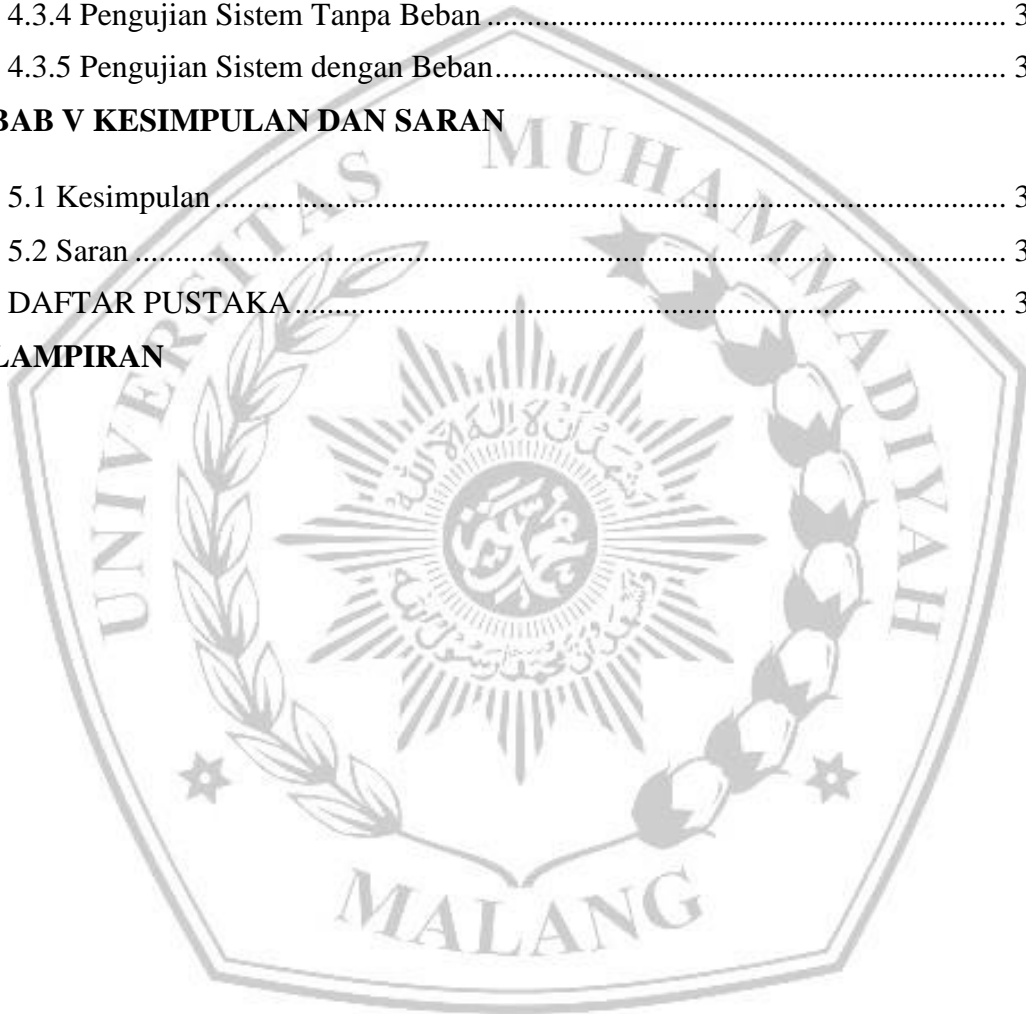 4.3.4 Pengujian Sistem Tanpa Beban ........................................................ 3
4.3.5 Pengujian Sistem dengan Beban ....................................................... 3
BAB V KESIMPULAN DAN SARAN
5.1 Kesimpulan ........................................................ 3
5.2 Saran ........................................................ 3
DAFTAR PUSTAKA ........................................................ 3
LAMPIRAN
UNIVERSITAS MUHAMMADIYAH
MALANG